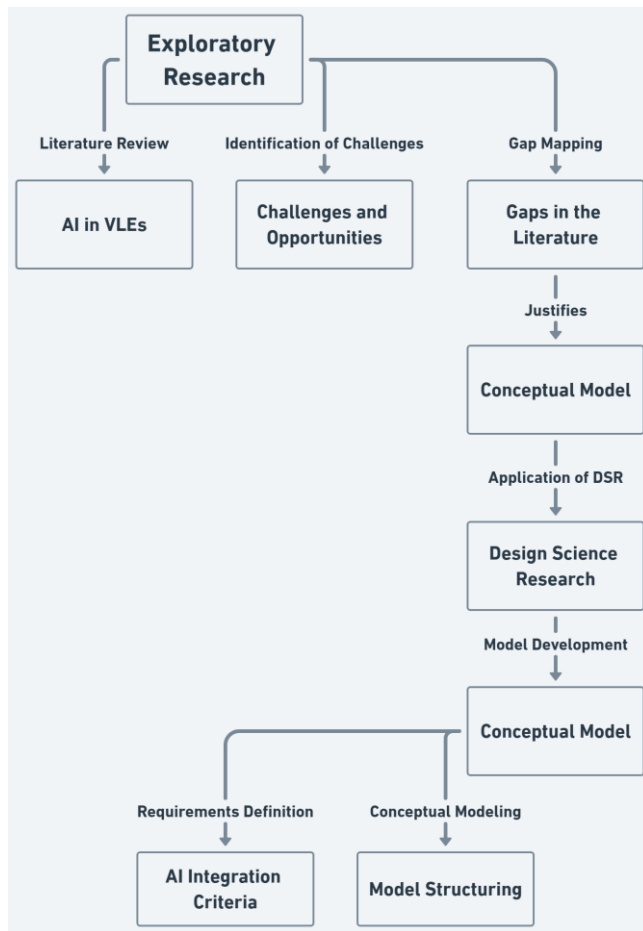 Exploratory
Research
Literature Review
Identification of Challenges
Gap Mapping
AI in VLEs
Challenges and
Opportunities
Gaps in the
Literature
Justifies
Conceptual Model
Application of DSR
Design Science
Research
Model Development
Conceptual Model
Requirements Definition
Conceptual Modeling
AI Integration
Criteria
Model Structuring